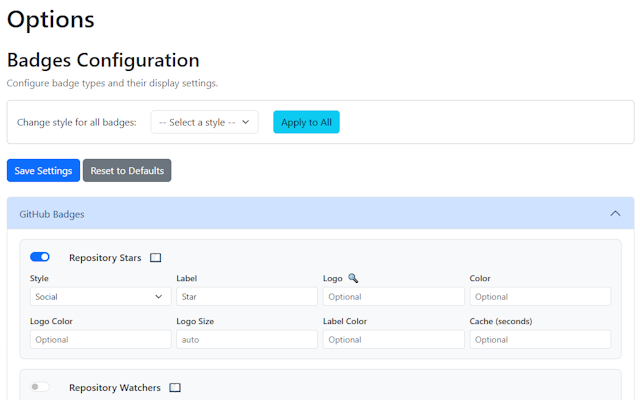 Options
Badges Configuration
Configure badge types and their display settings.
Change style for all badges: -- Select a style -- Apply to All
Save Settings Reset to Defaults
GitHub Badges
Repository Stars
Style Label Logo Color
Social Star Optional Optional
Logo Color Logo Size Label Color Cache (seconds)
Optional auto Optional Optional
Repository Watchers